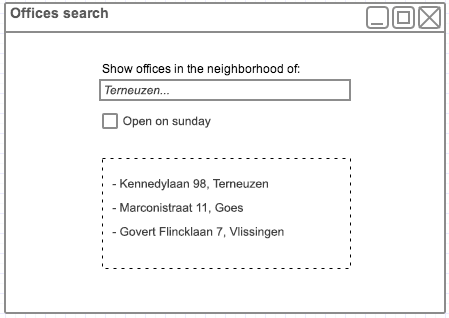 Offices search
Show offices in the neighborhood of:
Terneuzen...
Open on sunday
- Kennedylaan 98, Terneuzen
- Marconistraat 11, Goes
- Govert Flincklaan 7, Vlissingen